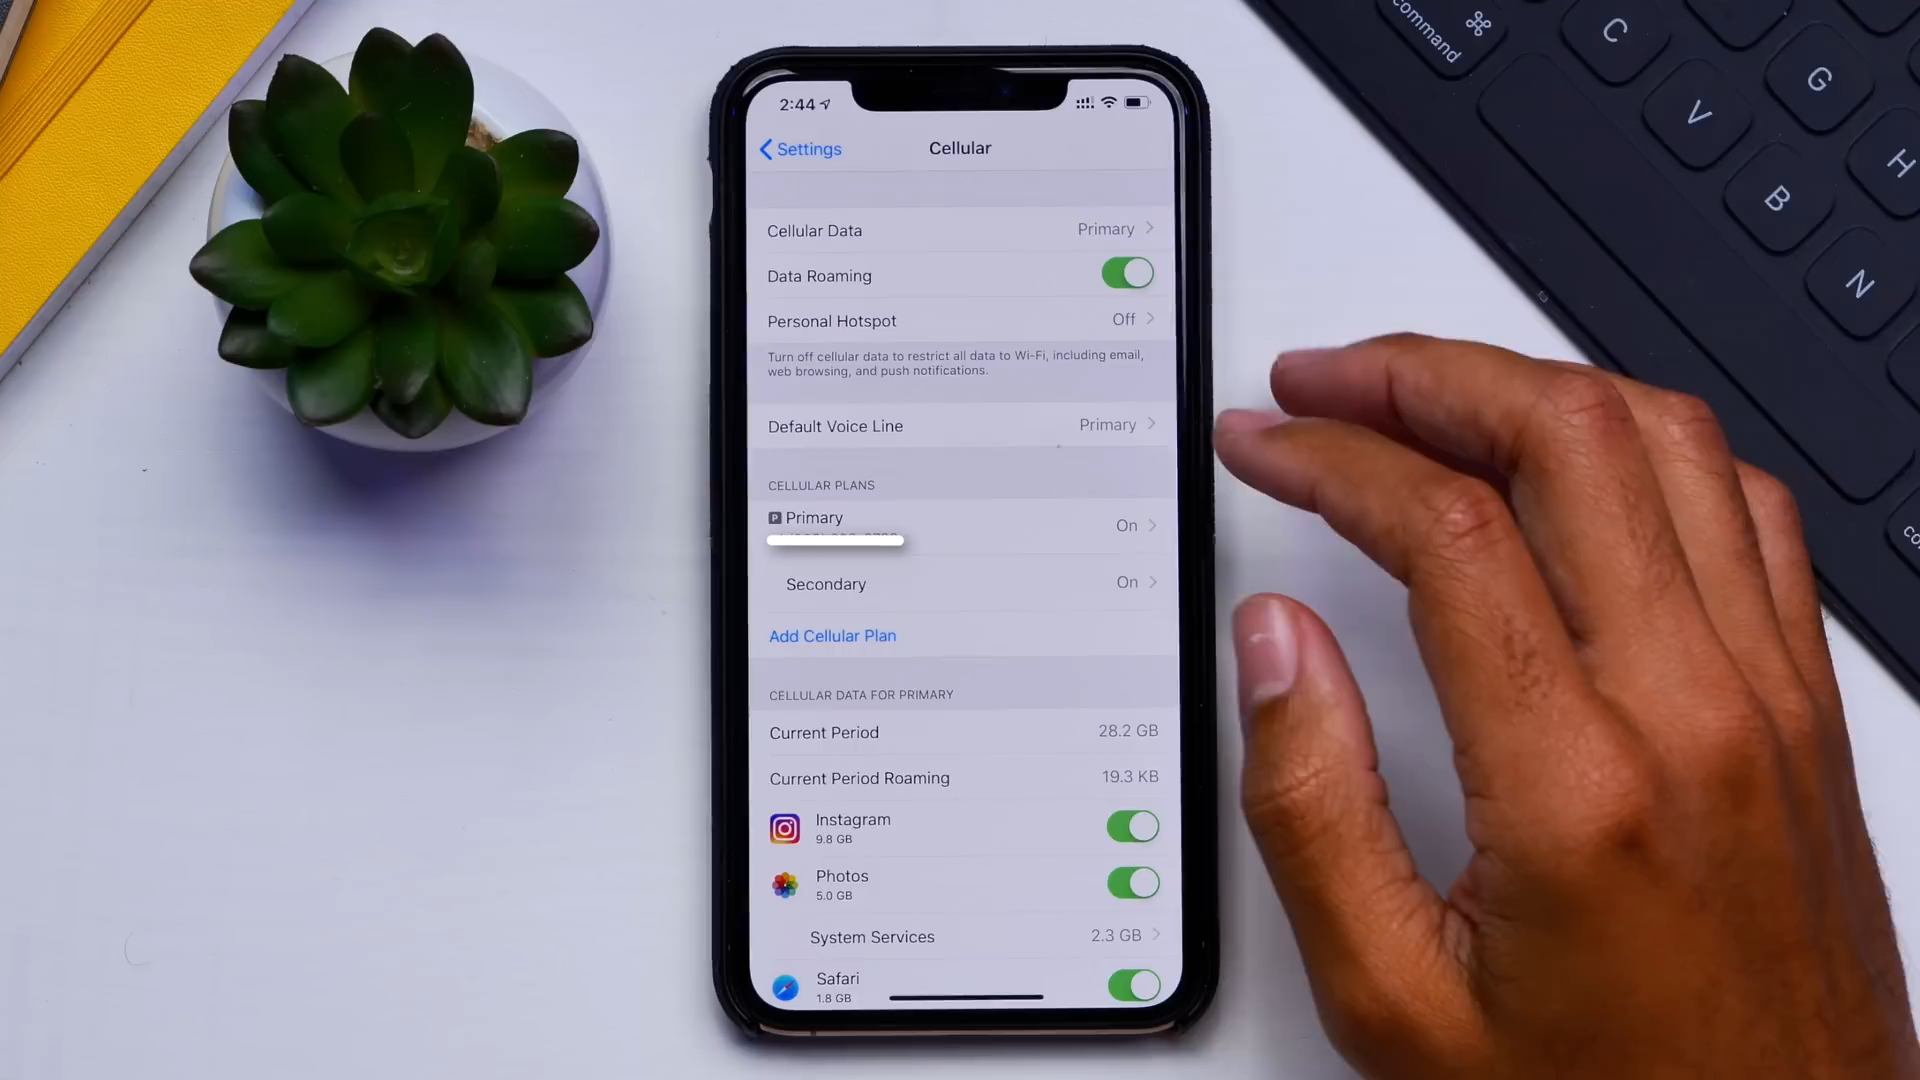 2:44
Settings
Cellular
Cellular Data Primary
Data Roaming
Personal Hotspot Off
Turn off cellular data to restrict all data to Wi-Fi, including email,
web browsing, and push notifications.
Default Voice Line Primary
CELLULAR PLANS
P Primary On
Secondary On
Add Cellular Plan
CELLULAR DATA FOR PRIMARY
Current Period 28.2 GB
Current Period Roaming 19.3 KB
Instagram
9.8 GB
Photos
5.0 GB
System Services 2.3 GB
Safari
1.8 GB
command ⌘
C
V
B
N
G
H